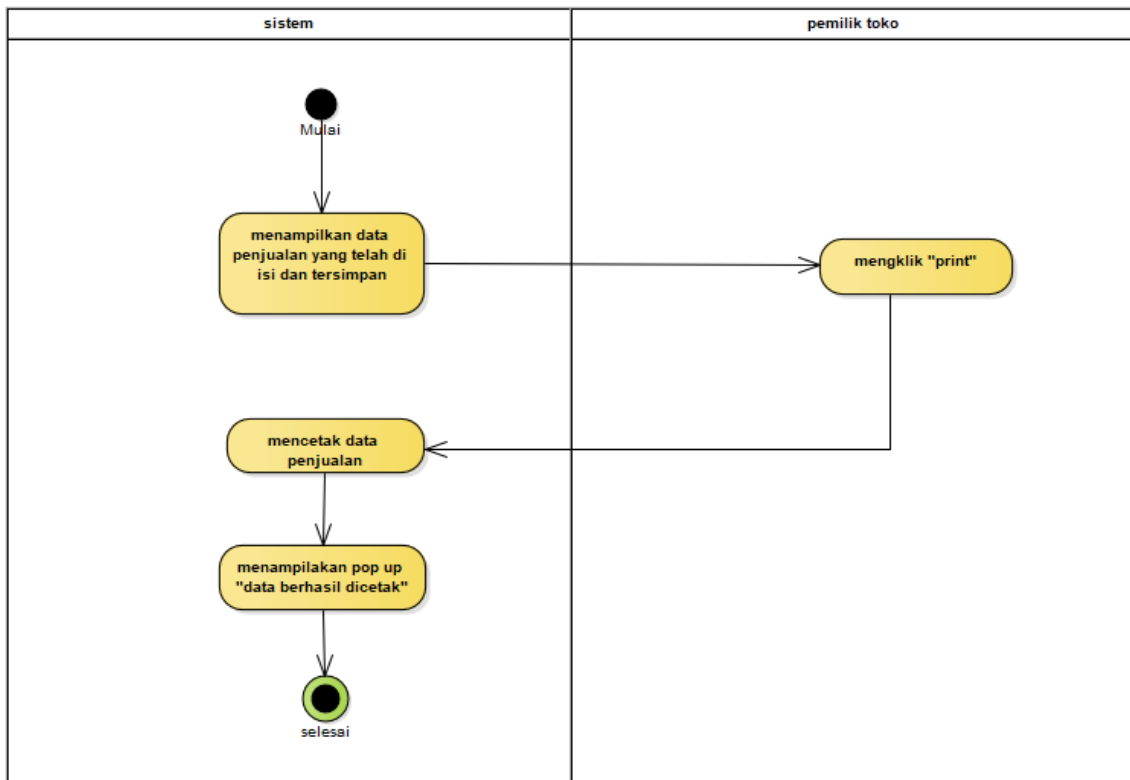 sistem
pemilik toko
Mulai
menampilkan data
penjualan yang telah di
isi dan tersimpan
mengklik "print"
mencetak data
penjualan
menampilakan pop up
"data berhasil dicetak"
selesai